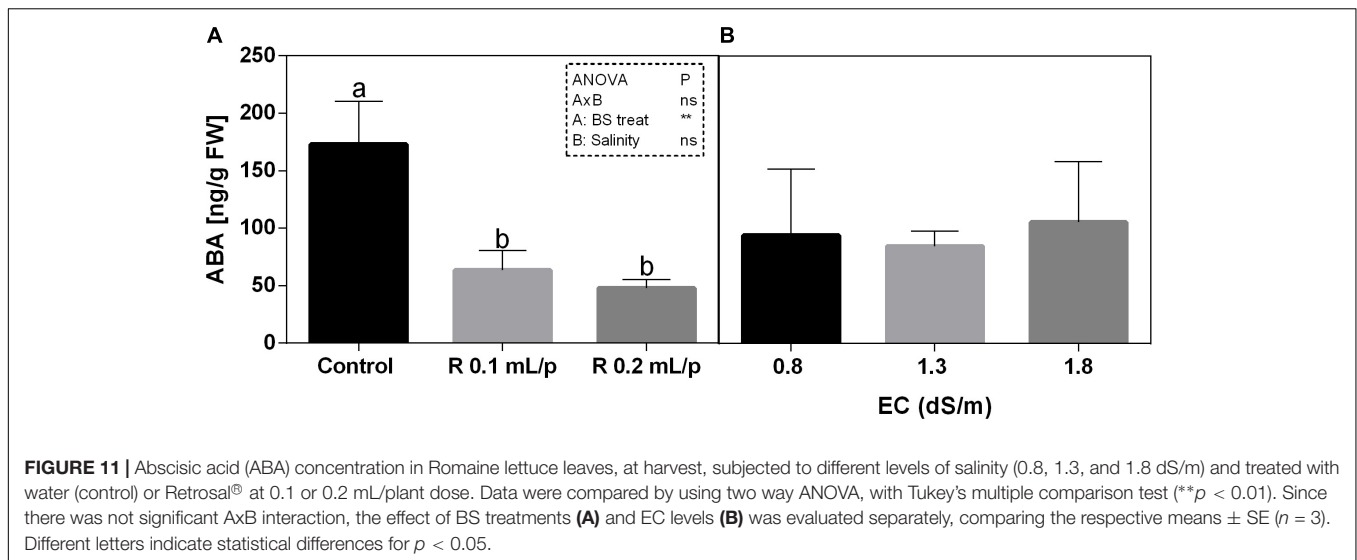 A
B
ABA [ng/g FW]
250
200
150
100
50
0
a
b
b
ANOVA P
AxB ns
A: BS treat **
B: Salinity ns
Control R 0.1 mL/p R 0.2 mL/p
0.8 1.3 1.8
EC (dS/m)
FIGURE 11 | Abscisic acid (ABA) concentration in Romaine lettuce leaves, at harvest, subjected to different levels of salinity (0.8, 1.3, and 1.8 dS/m) and treated with
water (control) or Retrosal® at 0.1 or 0.2 mL/plant dose. Data were compared by using two way ANOVA, with Tukey's multiple comparison test (**p < 0.01). Since
there was not significant AxB interaction, the effect of BS treatments (A) and EC levels (B) was evaluated separately, comparing the respective means ± SE (n = 3).
Different letters indicate statistical differences for p < 0.05.